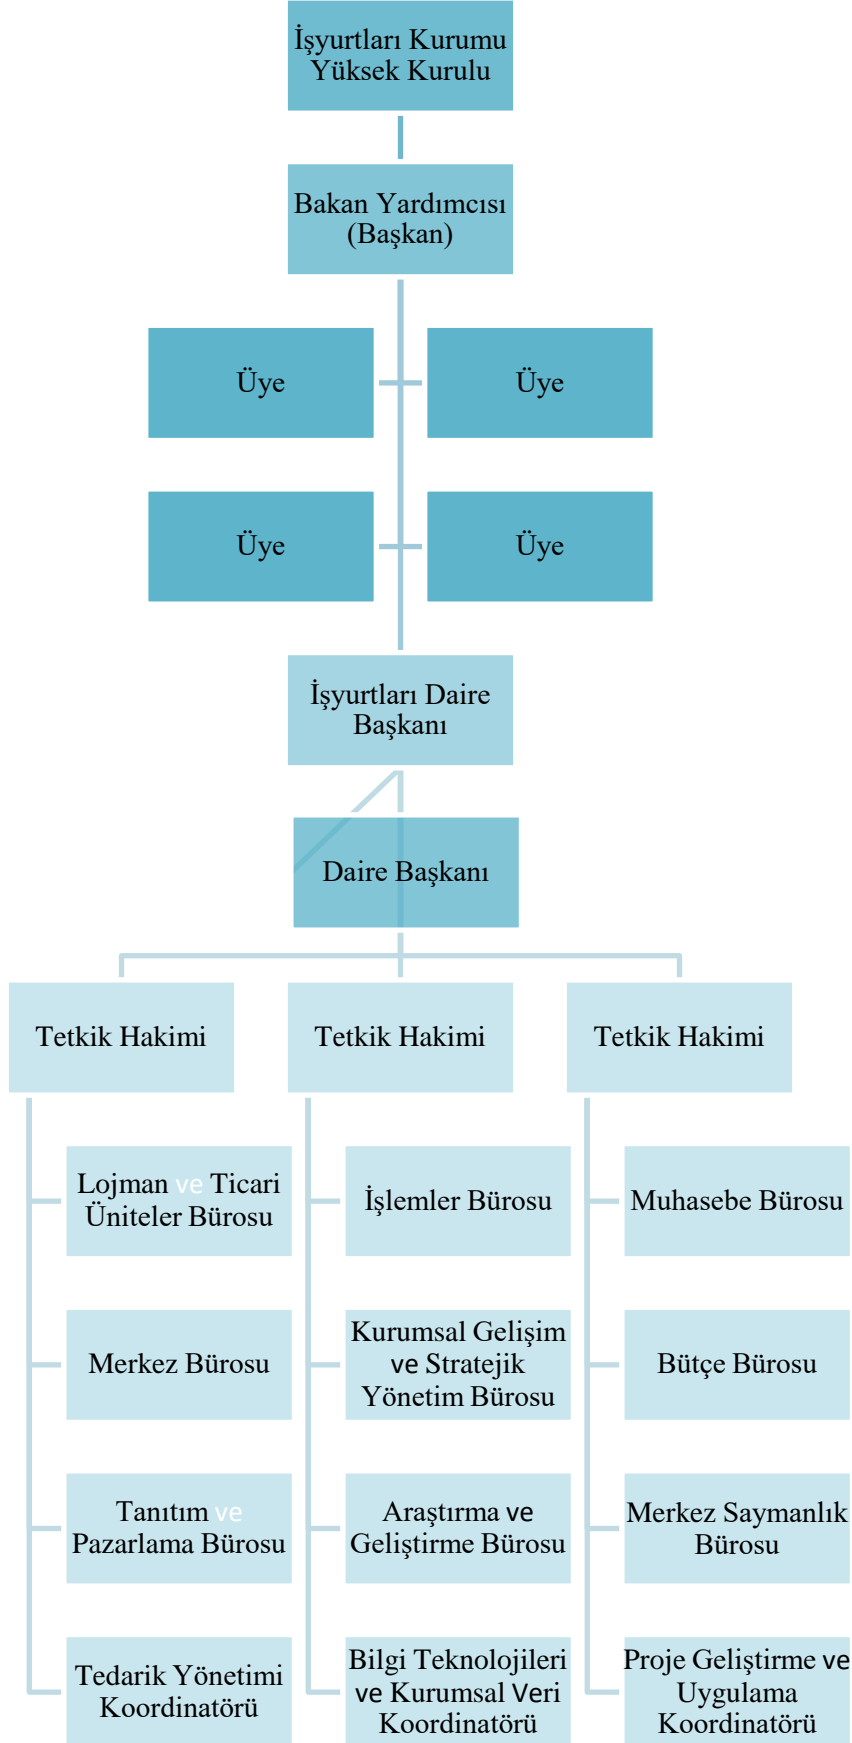 İşyurtları Kurumu
Yüksek Kurulu
Bakan Yardımcısı
(Başkan)
Üye
Üye
Üye
Üye
İşyurtları Daire
Başkanı
Daire Başkanı
Tetkik Hakimi
Tetkik Hakimi
Tetkik Hakimi
Lojman ve Ticari
Üniteler Bürosu
Merkez Bürosu
Tanıtım ve
Pazarlama Bürosu
Tedarik Yönetimi
Koordinatörü
İşlemler Bürosu
Kurumsal Gelişim
ve Stratejik
Yönetim Bürosu
Araştırma ve
Geliştirme Bürosu
Bilgi Teknolojileri
ve Kurumsal Veri
Koordinatörü
Muhasebe Bürosu
Bütçe Bürosu
Merkez Saymanlık
Bürosu
Proje Geliştirme ve
Uygulama
Koordinatörü